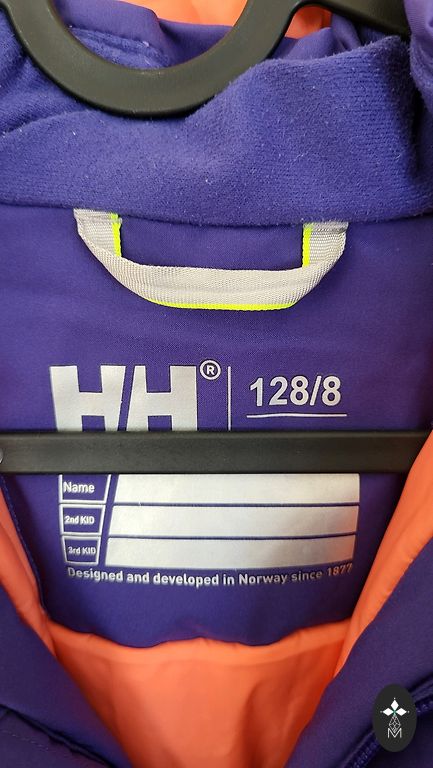 HH® 128/8
Name
2nd KID
3rd KID
Designed and developed in Norway since 1877
M